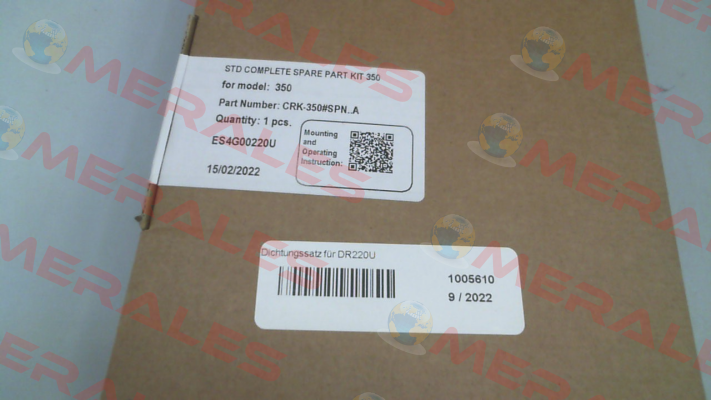 STD COMPLETE SPARE PART KIT 350
for model: 350
Part Number: CRK-350#SPN..A
Quantity: 1 pcs.
ES4G00220U
15/02/2022
Mounting
and
Operating
Instruction:
Dichtungssatz für DR220U
1005610
9 / 2022
MERALES
MERALES
MERALES
MERALES
MERALES